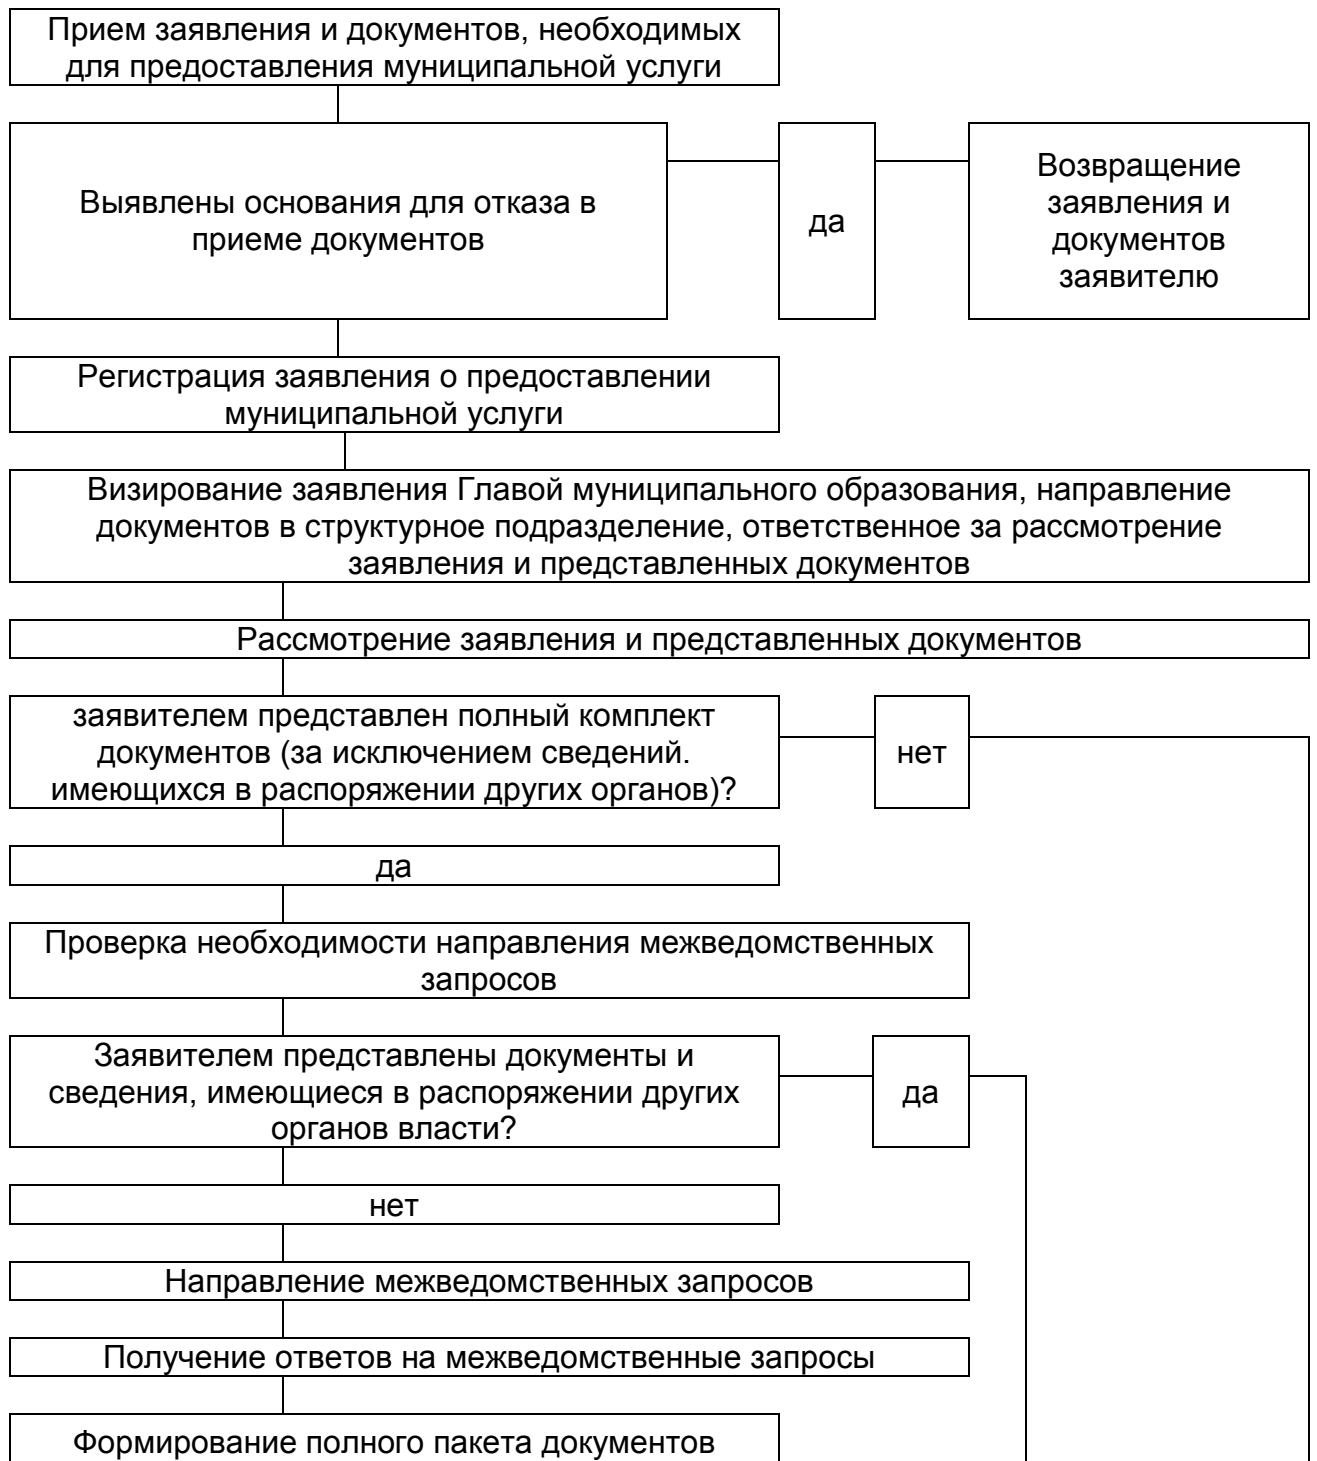 Прием заявления и документов, необходимых
для предоставления муниципальной услуги
Выявлены основания для отказа в
приеме документов
да
Возвращение
заявления и
документов
заявителю
Регистрация заявления о предоставлении
муниципальной услуги
Визирование заявления Главой муниципального образования, направление
документов в структурное подразделение, ответственное за рассмотрение
заявления и представленных документов
Рассмотрение заявления и представленных документов
заявителем представлен полный комплект
документов (за исключением сведений.
имеющихся в распоряжении других органов)?
нет
да
Проверка необходимости направления межведомственных
запросов
Заявителем представлены документы и
сведения, имеющиеся в распоряжении других
органов власти?
да
нет
Направление межведомственных запросов
Получение ответов на межведомственные запросы
Формирование полного пакета документов